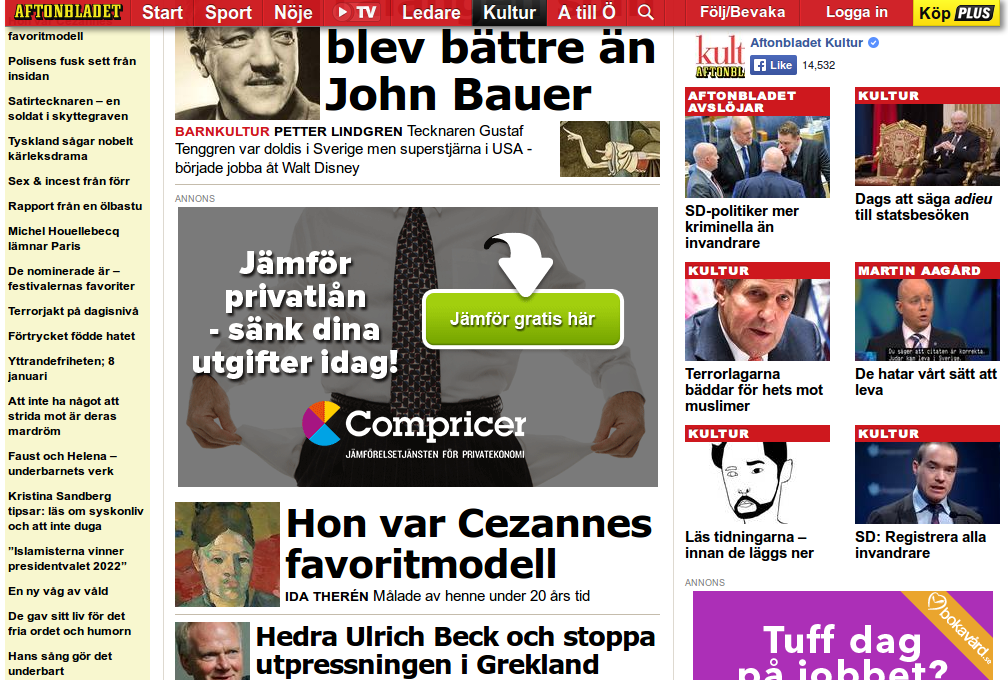 AFTONBLADET
Start
Sport
Nöje
TV
Ledare
Kultur
A till Ö
Följ/Bevaka
Logga in
Köp PLUS
favoritmodell
Polisens fusk sett från
insidan
Satirtecknaren – en
soldat i skyttegraven
Tyskland sågar nobelt
kärleksdrama
Sex & incest från förr
Rapport från en ölbastu
Michel Houellebecq
lämnar Paris
De nominerade är –
festivalernas favoriter
Terrorjakt på dagisnivå
Förtrycket födde hatet
Yttrandefriheten; 8
januari
Att inte ha något att
strida mot är deras
mardröm
Faust och Helena –
underbarnets verk
Kristina Sandberg
tipsar: läs om syskonliv
och att inte duga
”Islamisterna vinner
presidentvalet 2022”
En ny våg av våld
De gav sitt liv för det
fria ordet och humorn
Hans sång gör det
underbart
blev bättre än
John Bauer
BARNKULTUR PETTER LINDGREN Tecknaren Gustaf
Tenggren var doldis i Sverige men superstjärna i USA -
började jobba åt Walt Disney
ANNONS
Jämför
privatlån
- sänk dina
utgifter idag!
Jämför gratis här
Compricer
JÄMFÖRELSETJÄNSTEN FÖR PRIVATEKONOMI
Hon var Cezannes
favoritmodell
IDA THERÉN Målade av henne under 20 års tid
Hedra Ulrich Beck och stoppa
utpressningen i Grekland
kult
AFTONBL
Aftonbladet Kultur
Like 14,532
AFTONBLADET
AVSLÖJAR
SD-politiker mer
kriminella än
invandrare
KULTUR
Dags att säga adieu
till statsbesöken
KULTUR
Terrorlagarna
bäddar för hets mot
muslimer
MARTIN AAGÅRD
Du säger att citaten är korrekta.
Judar kan leva i Sverige.
De hatar vårt sätt att
leva
KULTUR
Läs tidningarna –
innan de läggs ner
KULTUR
SD: Registrera alla
invandrare
ANNONS
bokavård.se
Tuff dag
på jobbet?